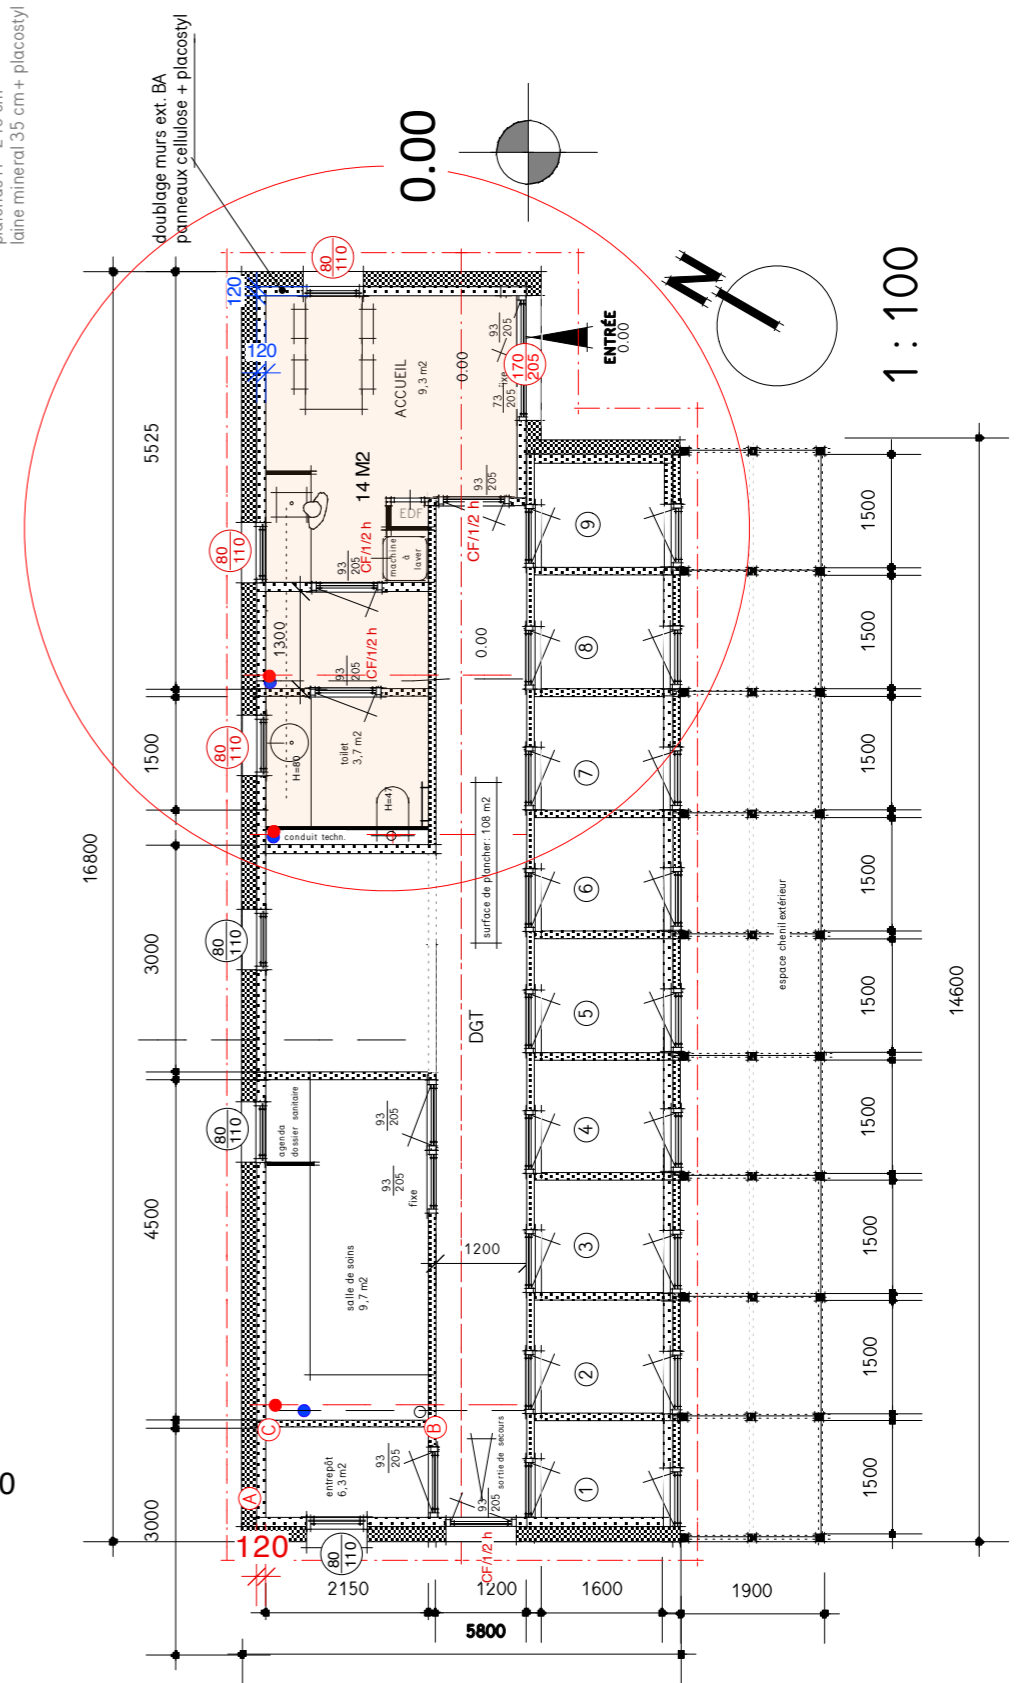 laine mineral 35 cm + placostyl
doublage murs ext. BA
panneaux cellulose + placostyl
0.00
N
1 : 100
80
110
120
120
ACCUEIL
9,3 m2
0.00
93
205
170
205
73 fixe
205
ENTRÉE
0.00
14 M2
93
205
EDF
CF/1/2 h
machine
à
laver
CF/1/2 h
80
110
93
205
1300
93
205
CF/1/2 h
0.00
80
110
H=80
toilet
3,7 m2
H=47
conduit techn.
surface de plancher: 108 m2
80
110
DGT
espace chenil extérieur
80
110
agenda
dossier sanitaire
93
205
93
205
fixe
salle de soins
9,7 m2
1200
C
B
A
entrepôt
6,3 m2
93
205
93
205
sortie de secours
CF/1/2 h
80
110
120
9
8
7
6
5
4
3
2
1
5525
1500
3000
4500
3000
16800
1500
1500
1500
1500
1500
1500
1500
1500
1500
14600
2150
1200
1600
1900
5800
0